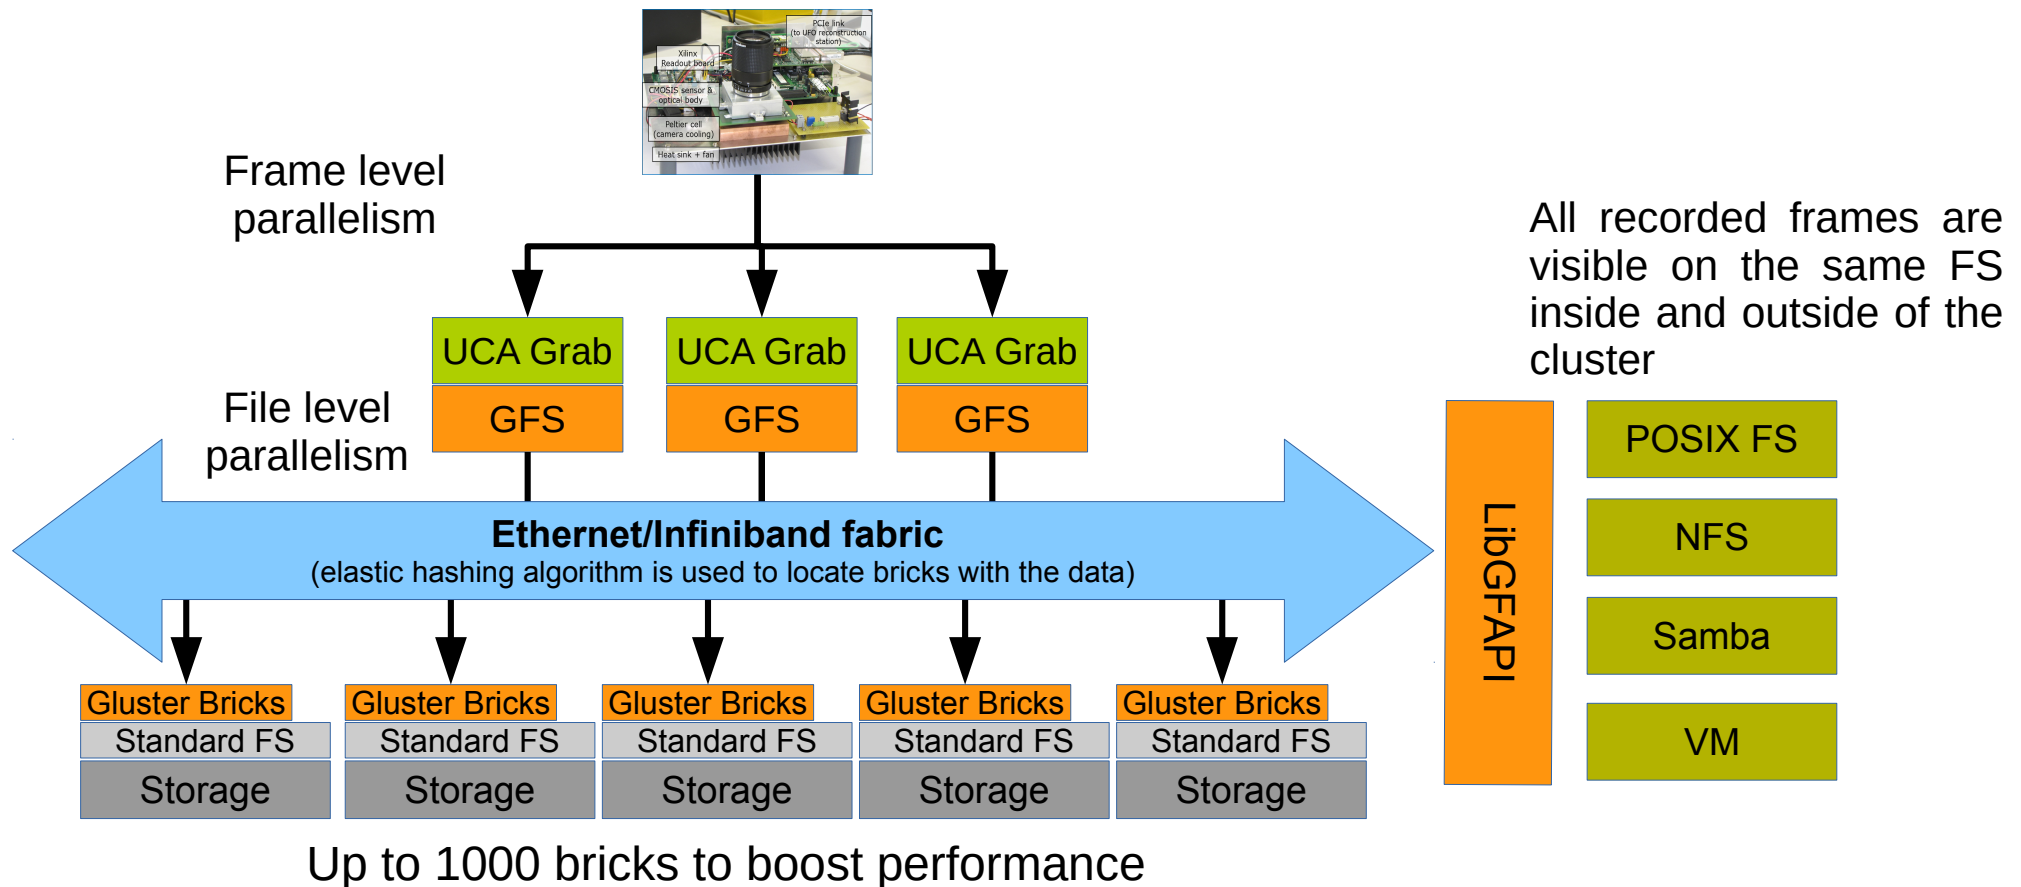 PCIe link
(to UFO reconstruction
station)
Xilinx
Readout board
CMOSIS sensor &
optical body
Peltier cell
(camera cooling)
Heat sink + fan
Frame level
parallelism
All recorded frames are
visible on the same FS
inside and outside of the
cluster
UCA Grab
UCA Grab
UCA Grab
GFS
GFS
GFS
File level
parallelism
Ethernet/Infiniband fabric
(elastic hashing algorithm is used to locate bricks with the data)
LibGFAPI
POSIX FS
NFS
Samba
VM
Gluster Bricks
Gluster Bricks
Gluster Bricks
Gluster Bricks
Gluster Bricks
Standard FS
Standard FS
Standard FS
Standard FS
Standard FS
Storage
Storage
Storage
Storage
Storage
Up to 1000 bricks to boost performance